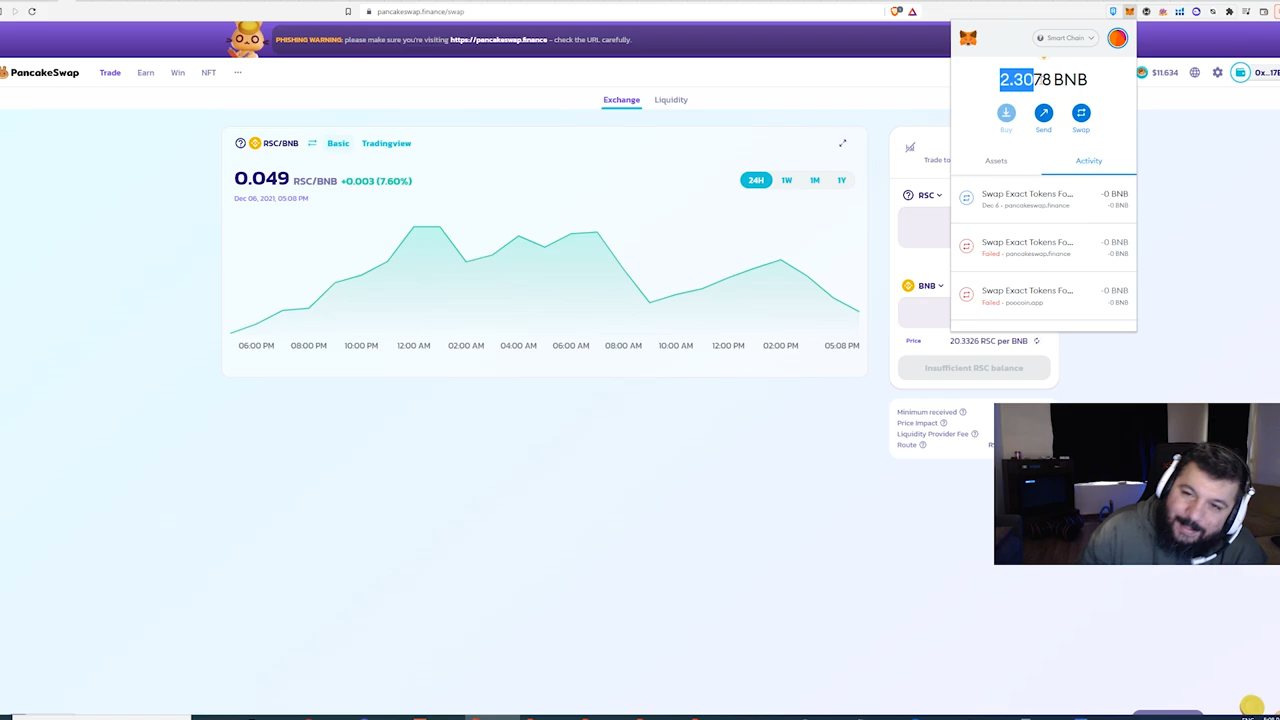 pancakeswap.finance/swap
PHISHING WARNING: please make sure you're visiting https://pancakeswap.finance - check the URL carefully.
Smart Chain
PancakeSwap
Trade
Earn
Win
NFT
$11.634
0x...17E
2.3078 BNB
Buy
Send
Swap
Exchange
Liquidity
Assets
Activity
RSC/BNB
Basic
Tradingview
0.049 RSC/BNB +0.003 (7.60%)
Dec 06, 2021, 05:08 PM
24H
1W
1M
1Y
Trade to
RSC
BNB
Swap Exact Tokens Fo...
-0 BNB
Dec 6 - pancakeswap.finance
-0 BNB
Swap Exact Tokens Fo...
-0 BNB
Failed - pancakeswap.finance
-0 BNB
Swap Exact Tokens Fo...
-0 BNB
Failed - poocoin.app
-0 BNB
06:00 PM
08:00 PM
10:00 PM
12:00 AM
02:00 AM
04:00 AM
06:00 AM
08:00 AM
10:00 AM
12:00 PM
02:00 PM
05:08 PM
Price
20.3326 RSC per BNB
Insufficient RSC balance
Minimum received
Price Impact
Liquidity Provider Fee
Route